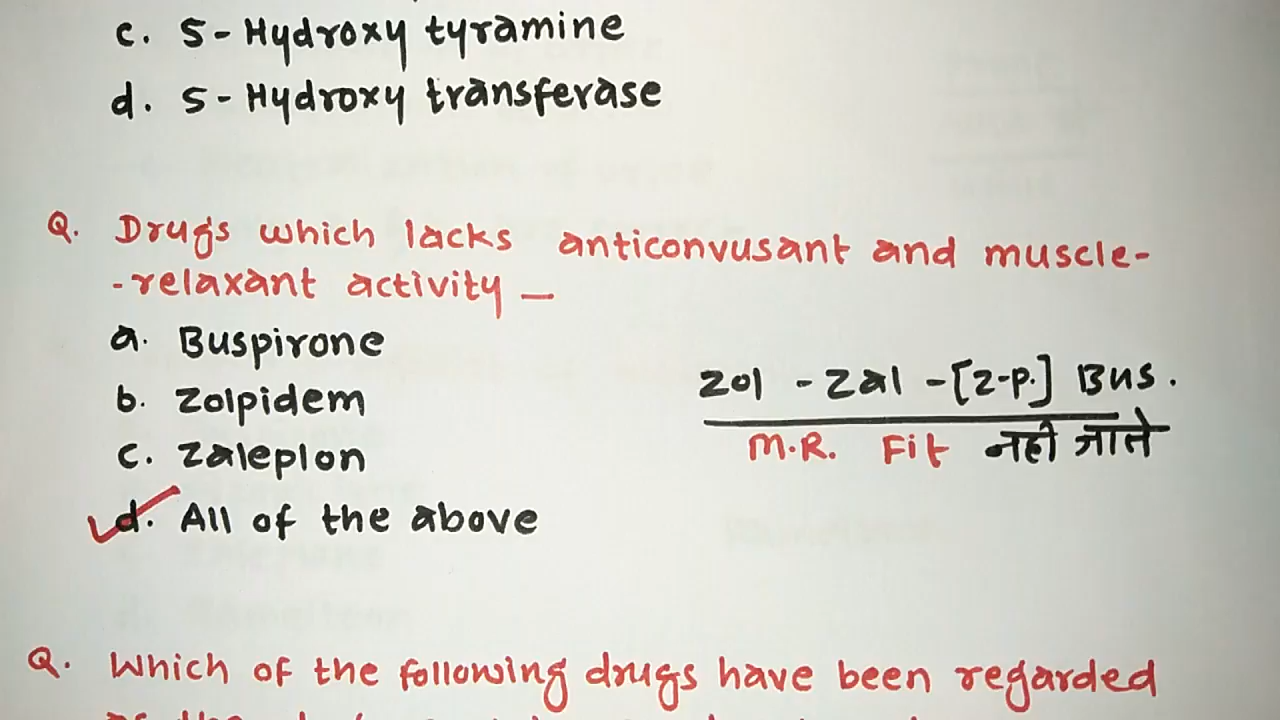 c. 5-Hydroxy tyramine
d. 5-Hydroxy transferase
Q. Drugs which lacks anticonvusant and muscle-
-relaxant activity –
a. Buspirone
b. Zolpidem
c. Zaleplon
d. All of the above
Zol - Zal - [Z-P.] Bus.
M.R. Fit नही जाते
Q. Which of the following drugs have been regarded